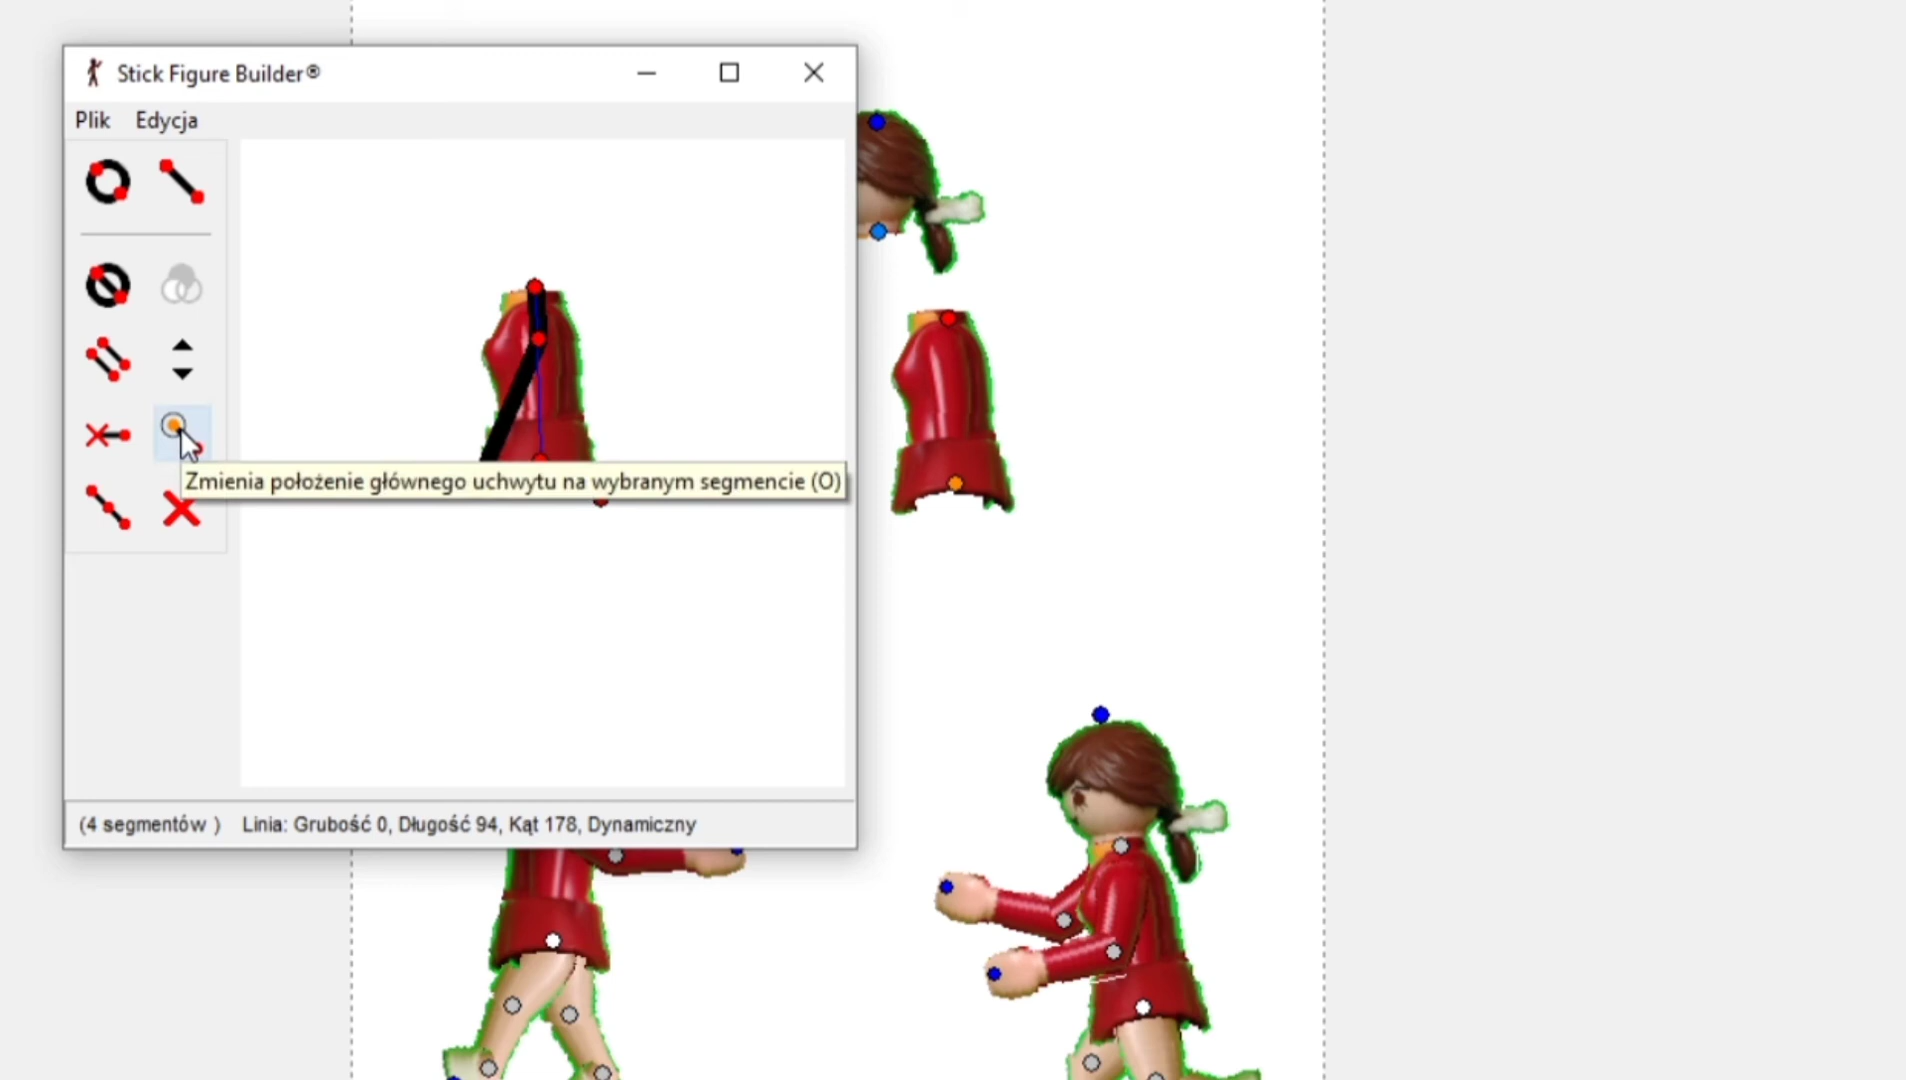 Stick Figure Builder®
Plik Edycja
Zmienia położenie głównego uchwytu na wybranym segmencie (O)
(4 segmentów ) Linia: Grubość 0, Długość 94, Kąt 178, Dynamiczny